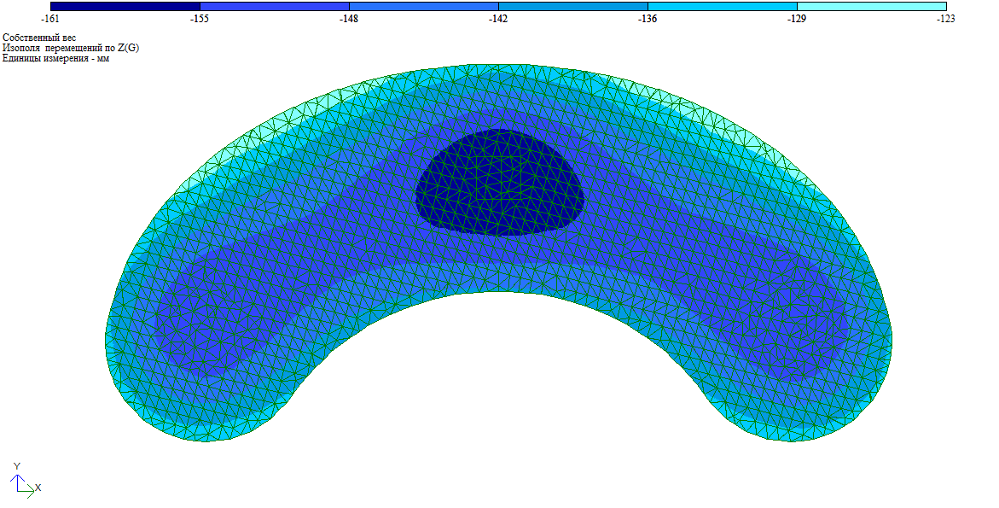 -161 -155 -148 -142 -136 -129 -123
Собственный вес
Изополя  перемещений по Z(G)
Единицы измерения - мм
Y
X